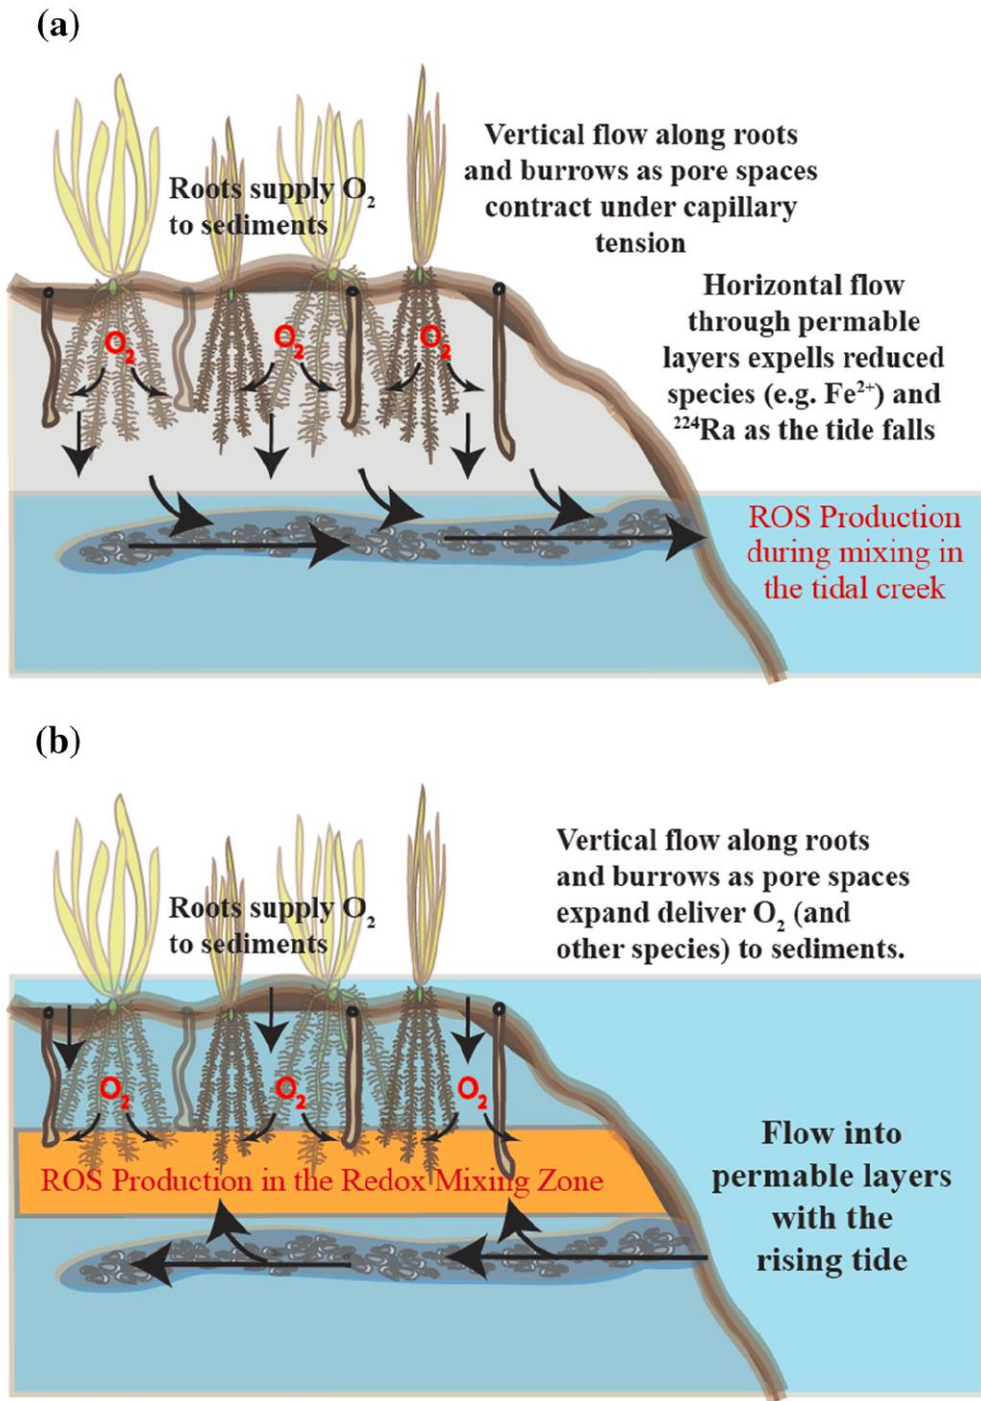 (a)
Vertical flow along roots
and burrows as pore spaces
contract under capillary
tension
Roots supply O₂
to sediments
Horizontal flow
through permable
layers expells reduced
species (e.g. Fe²⁺) and
²²⁴Ra as the tide falls
O₂
O₂
O₂
ROS Production
during mixing in
the tidal creek
(b)
Vertical flow along roots
and burrows as pore spaces
expand deliver O₂ (and
other species) to sediments.
Roots supply O₂
to sediments
O₂
O₂
O₂
ROS Production in the Redox Mixing Zone
Flow into
permable layers
with the
rising tide